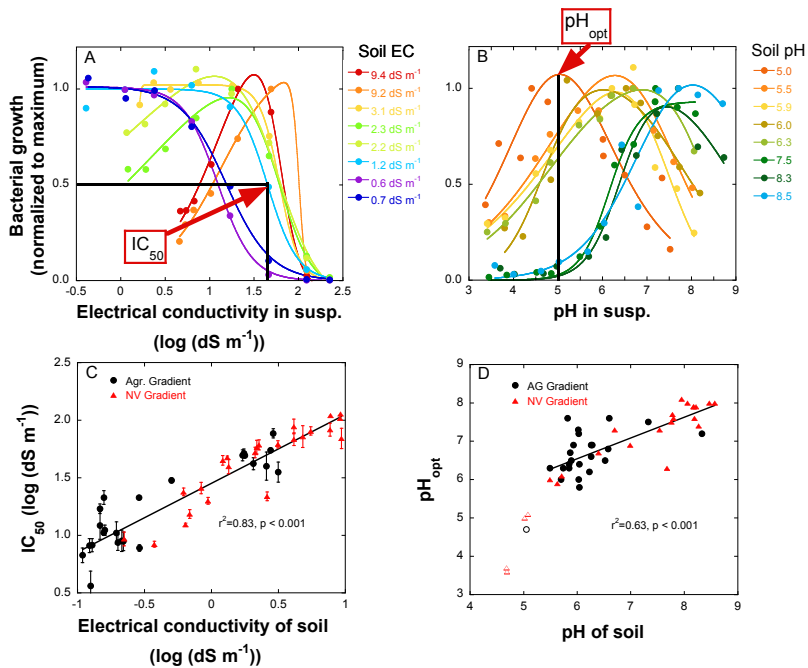 A
Soil EC
9.4 dS m⁻¹
9.2 dS m⁻¹
3.1 dS m⁻¹
2.3 dS m⁻¹
2.2 dS m⁻¹
1.2 dS m⁻¹
0.6 dS m⁻¹
0.7 dS m⁻¹
IC₅₀
Bacterial growth
(normalized to maximum)
1.0
0.5
0.0
-0.5 0 0.5 1.0 1.5 2.0 2.5
Electrical conductivity in susp.
(log (dS m⁻¹))
pHₒₚₜ
B
Soil pH
5.0
5.5
5.9
6.0
6.3
7.5
8.3
8.5
1.0
0.5
0.0
3 4 5 6 7 8 9
pH in susp.
C
Agr. Gradient
NV Gradient
r²=0.83, p < 0.001
IC₅₀ (log (dS m⁻¹))
2.5
2.0
1.5
1.0
0.5
-1 -0.5 0 0.5 1
Electrical conductivity of soil
(log (dS m⁻¹))
D
AG Gradient
NV Gradient
r²=0.63, p < 0.001
pHₒₚₜ
9
8
7
6
5
4
3
4 5 6 7 8 9
pH of soil